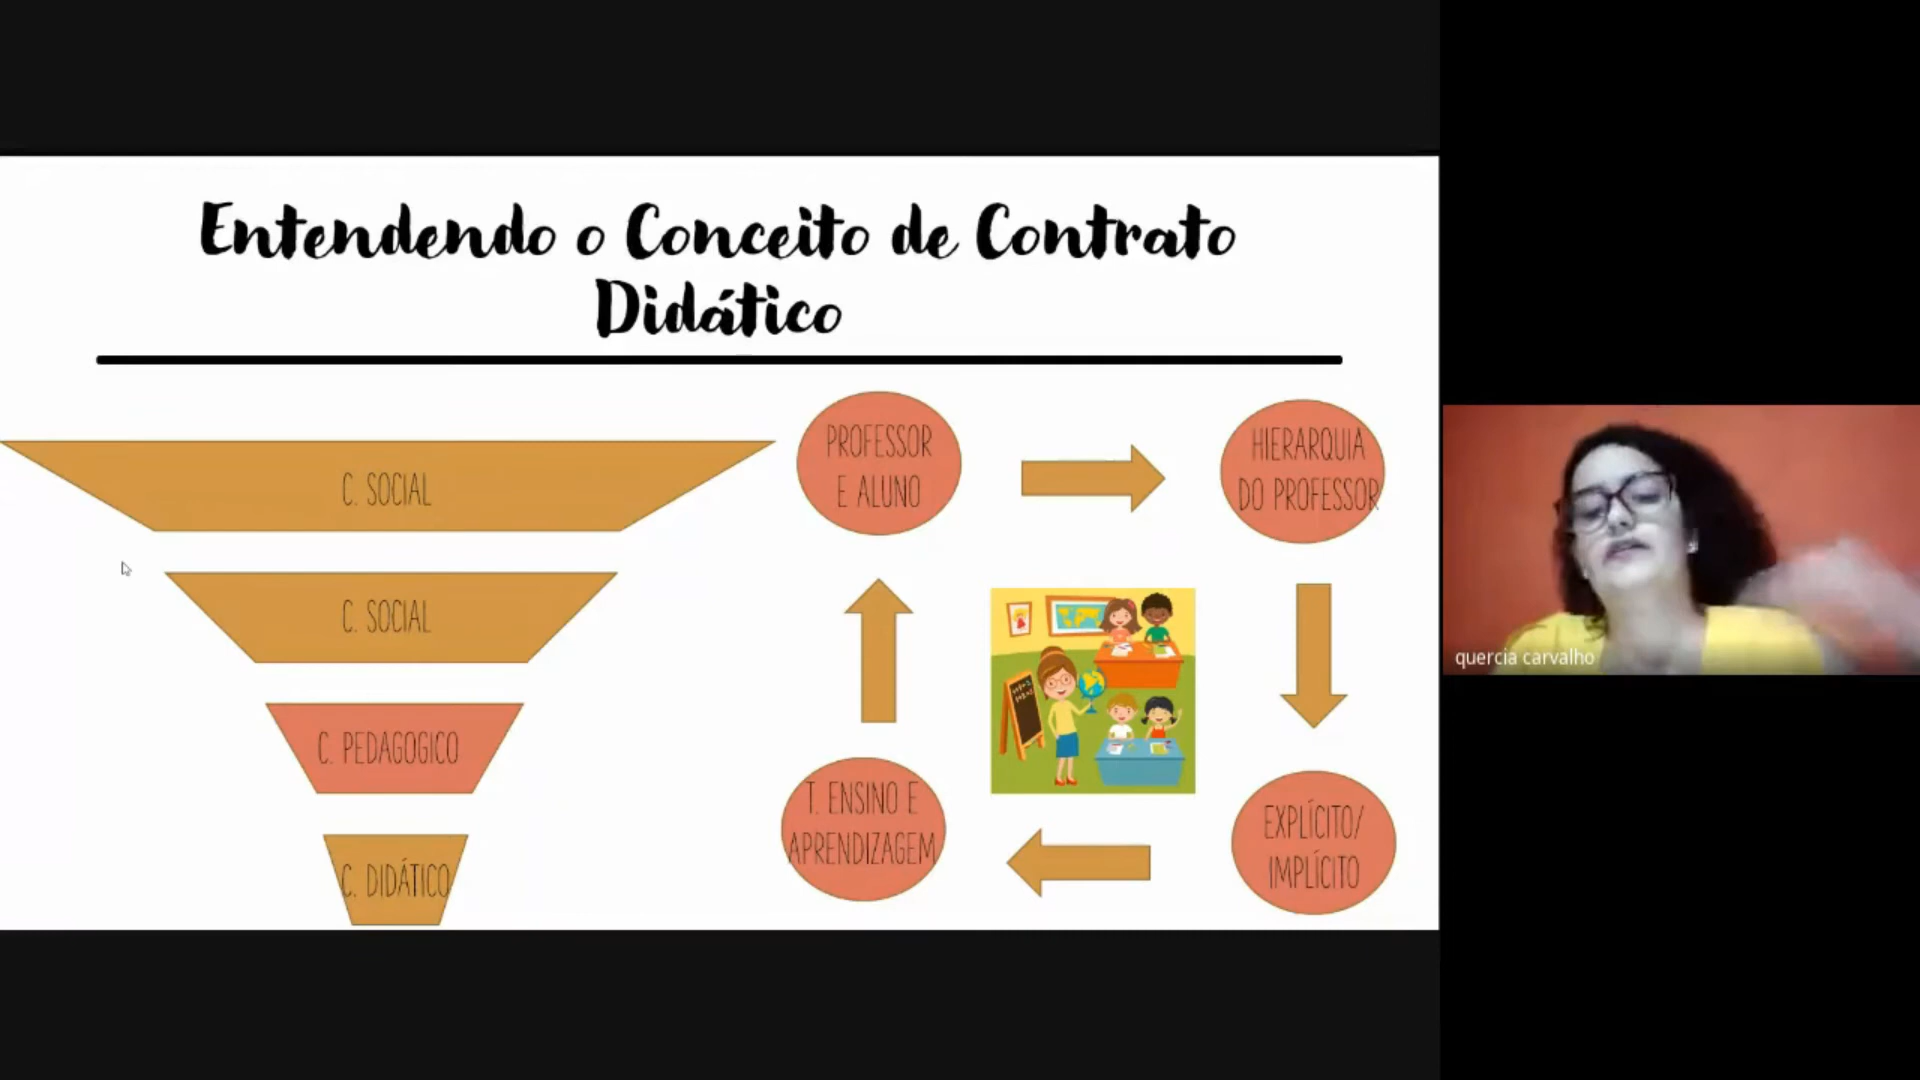 Entendendo o Conceito de Contrato
Didático
C. SOCIAL
C. SOCIAL
C. PEDAGOGICO
C. DIDÁTICO
PROFESSOR
E ALUNO
HIERARQUIA
DO PROFESSOR
T. ENSINO E
APRENDIZAGEM
EXPLÍCITO/
IMPLÍCITO
quercia carvalho